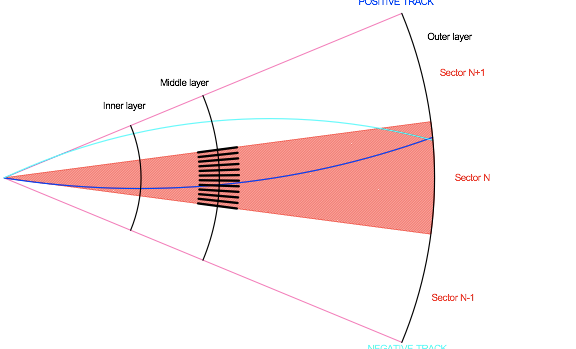 POSITIVE TRACK
Outer layer
Sector N+1
Middle layer
Inner layer
Sector N
Sector N-1
NEGATIVE TRACK